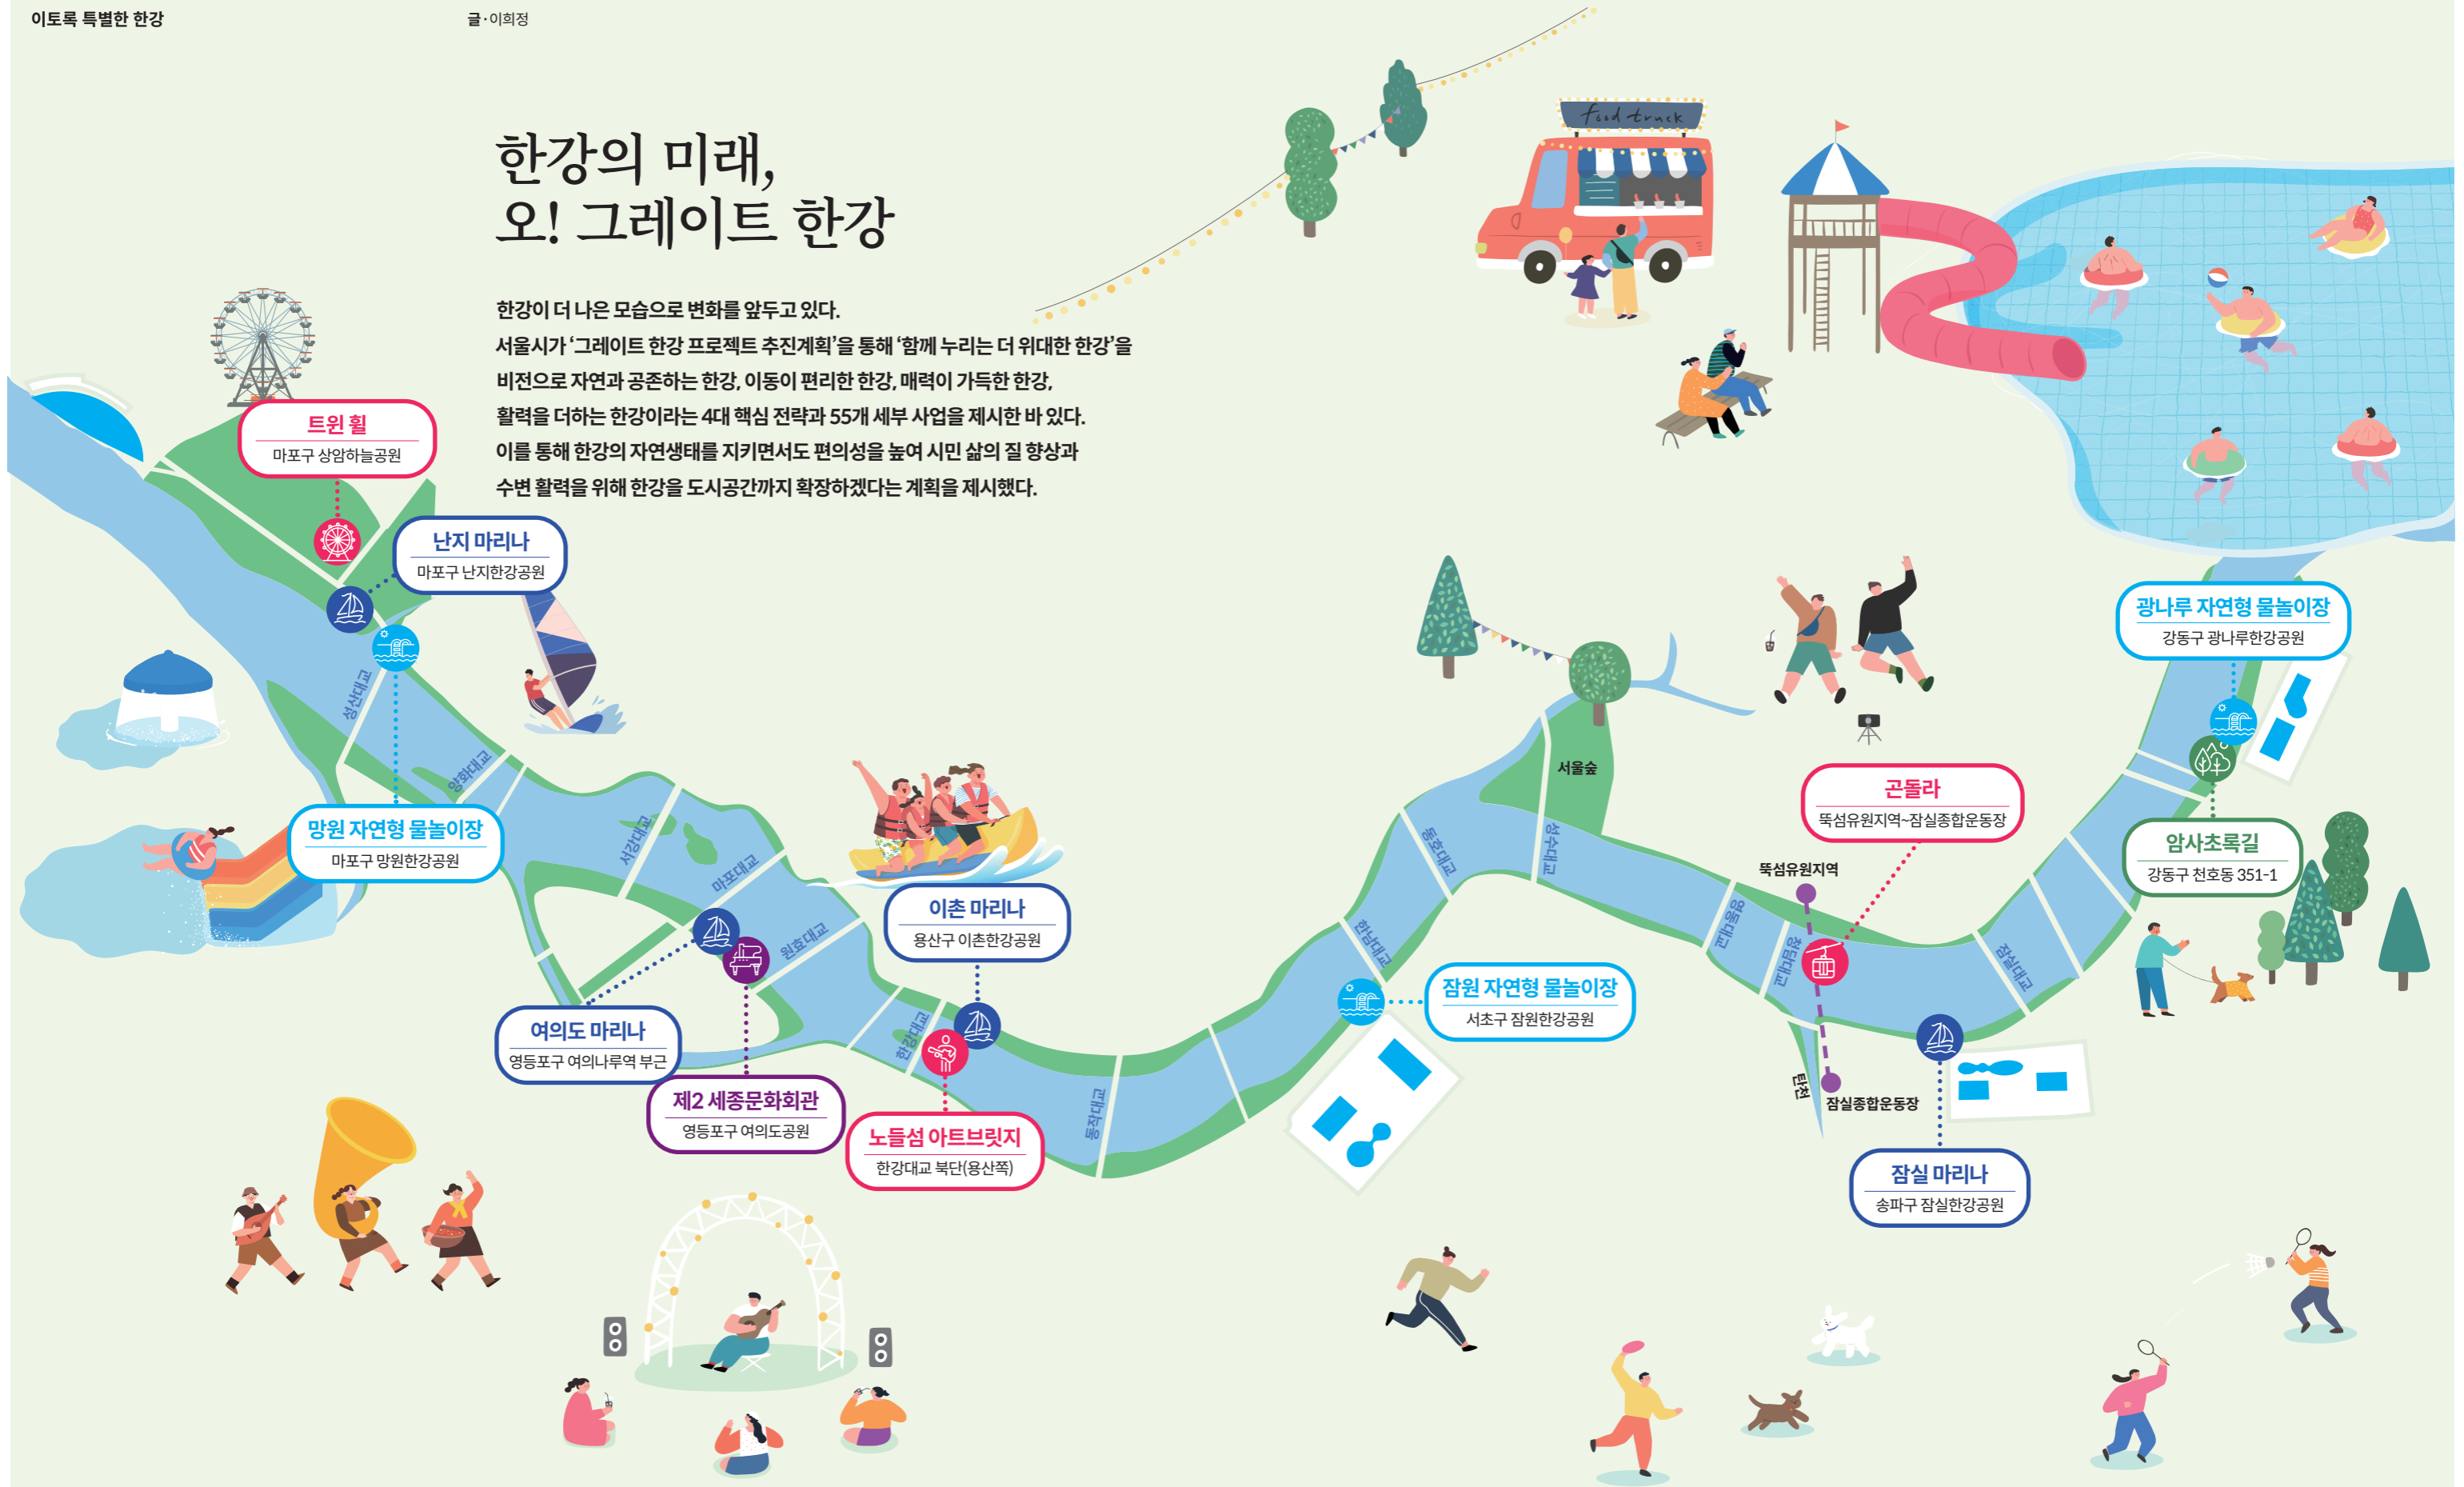 이토록 특별한 한강
글·이희정
한강의 미래,
오! 그레이트 한강
한강이 더 나은 모습으로 변화를 앞두고 있다.
서울시가 ‘그레이트 한강 프로젝트 추진계획’을 통해 ‘함께 누리는 더 위대한 한강’을
비전으로 자연과 공존하는 한강, 이동이 편리한 한강, 매력이 가득한 한강,
활력을 더하는 한강이라는 4대 핵심 전략과 55개 세부 사업을 제시한 바 있다.
이를 통해 한강의 자연생태를 지키면서도 편의성을 높여 시민 삶의 질 향상과
수변 활력을 위해 한강을 도시공간까지 확장하겠다는 계획을 제시했다.
food truck
트윈 휠
마포구 상암하늘공원
난지 마리나
마포구 난지한강공원
성산대교
양화대교
망원 자연형 물놀이장
마포구 망원한강공원
서강대교
마포대교
원효대교
여의도 마리나
영등포구 여의나루역 부근
제2 세종문화회관
영등포구 여의도공원
이촌 마리나
용산구 이촌한강공원
한강대교
노들섬 아트브릿지
한강대교 북단(용산쪽)
동작대교
한남대교
잠원 자연형 물놀이장
서초구 잠원한강공원
동호대교
성수대교
서울숲
영동대교
청담대교
뚝섬유원지역
곤돌라
뚝섬유원지역~잠실종합운동장
탄천
잠실종합운동장
잠실대교
잠실 마리나
송파구 잠실한강공원
광나루 자연형 물놀이장
강동구 광나루한강공원
암사초록길
강동구 천호동 351-1